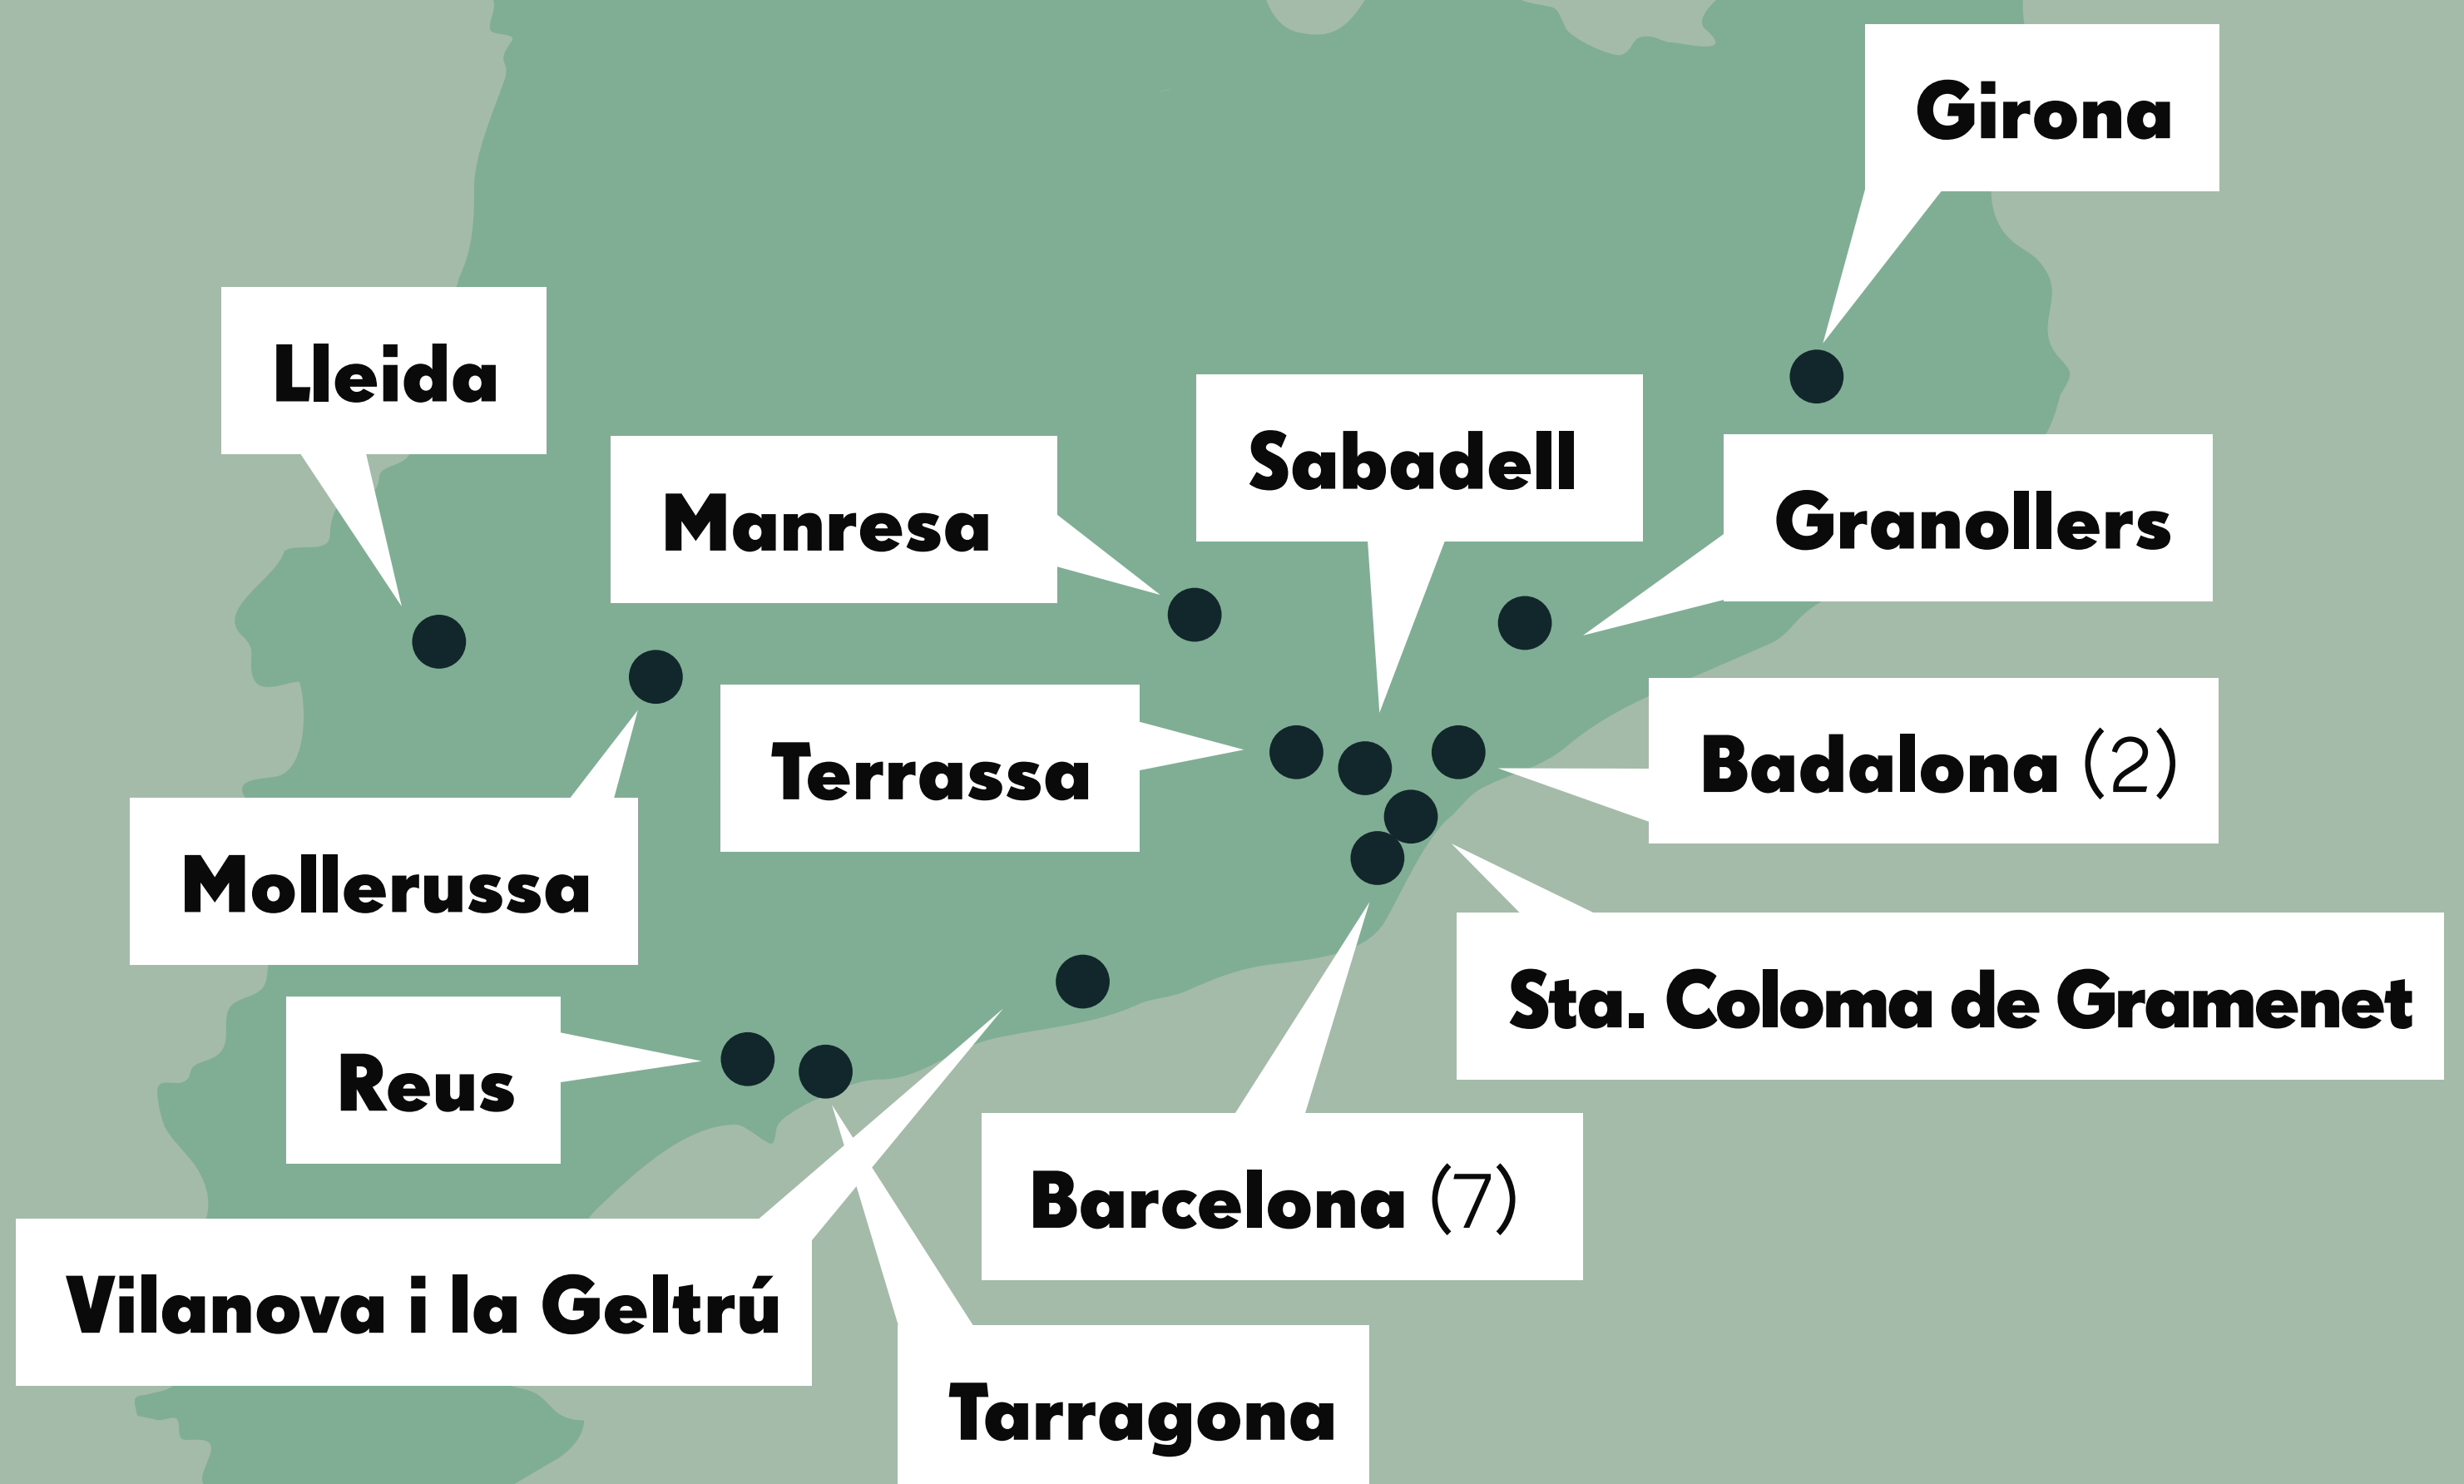 Girona
Lleida
Sabadell
Manresa
Granollers
Badalona (2)
Terrassa
Mollerussa
Sta. Coloma de Gramenet
Reus
Barcelona (7)
Vilanova i la Geltrú
Tarragona